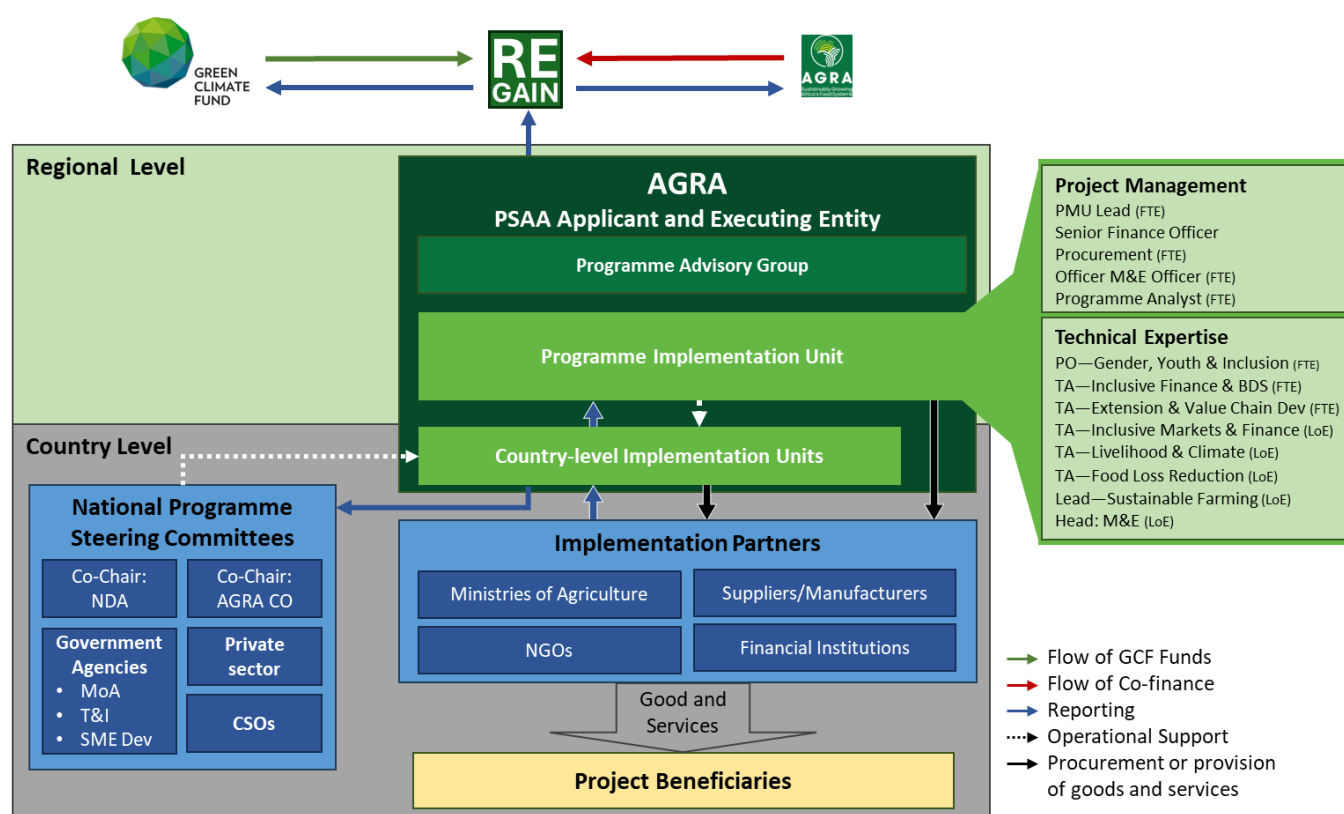 GREEN
CLIMATE
FUND
RE
GAIN
AGRA
Sustainably Growing
Africa's Food Systems
Regional Level
AGRA
PSAA Applicant and Executing Entity
Programme Advisory Group
Programme Implementation Unit
Project Management
PMU Lead (FTE)
Senior Finance Officer
Procurement (FTE)
Officer M&E Officer (FTE)
Programme Analyst (FTE)
Technical Expertise
PO—Gender, Youth & Inclusion (FTE)
TA—Inclusive Finance & BDS (FTE)
TA—Extension & Value Chain Dev (FTE)
TA—Inclusive Markets & Finance (LoE)
TA—Livelihood & Climate (LoE)
TA—Food Loss Reduction (LoE)
Lead—Sustainable Farming (LoE)
Head: M&E (LoE)
Country Level
Country-level Implementation Units
National Programme
Steering Committees
Co-Chair:
NDA
Co-Chair:
AGRA CO
Government
Agencies
• MoA
• T&I
• SME Dev
Private
sector
CSOs
Implementation Partners
Ministries of Agriculture
Suppliers/Manufacturers
NGOs
Financial Institutions
Good and
Services
Project Beneficiaries
Flow of GCF Funds
Flow of Co-finance
Reporting
Operational Support
Procurement or provision
of goods and services